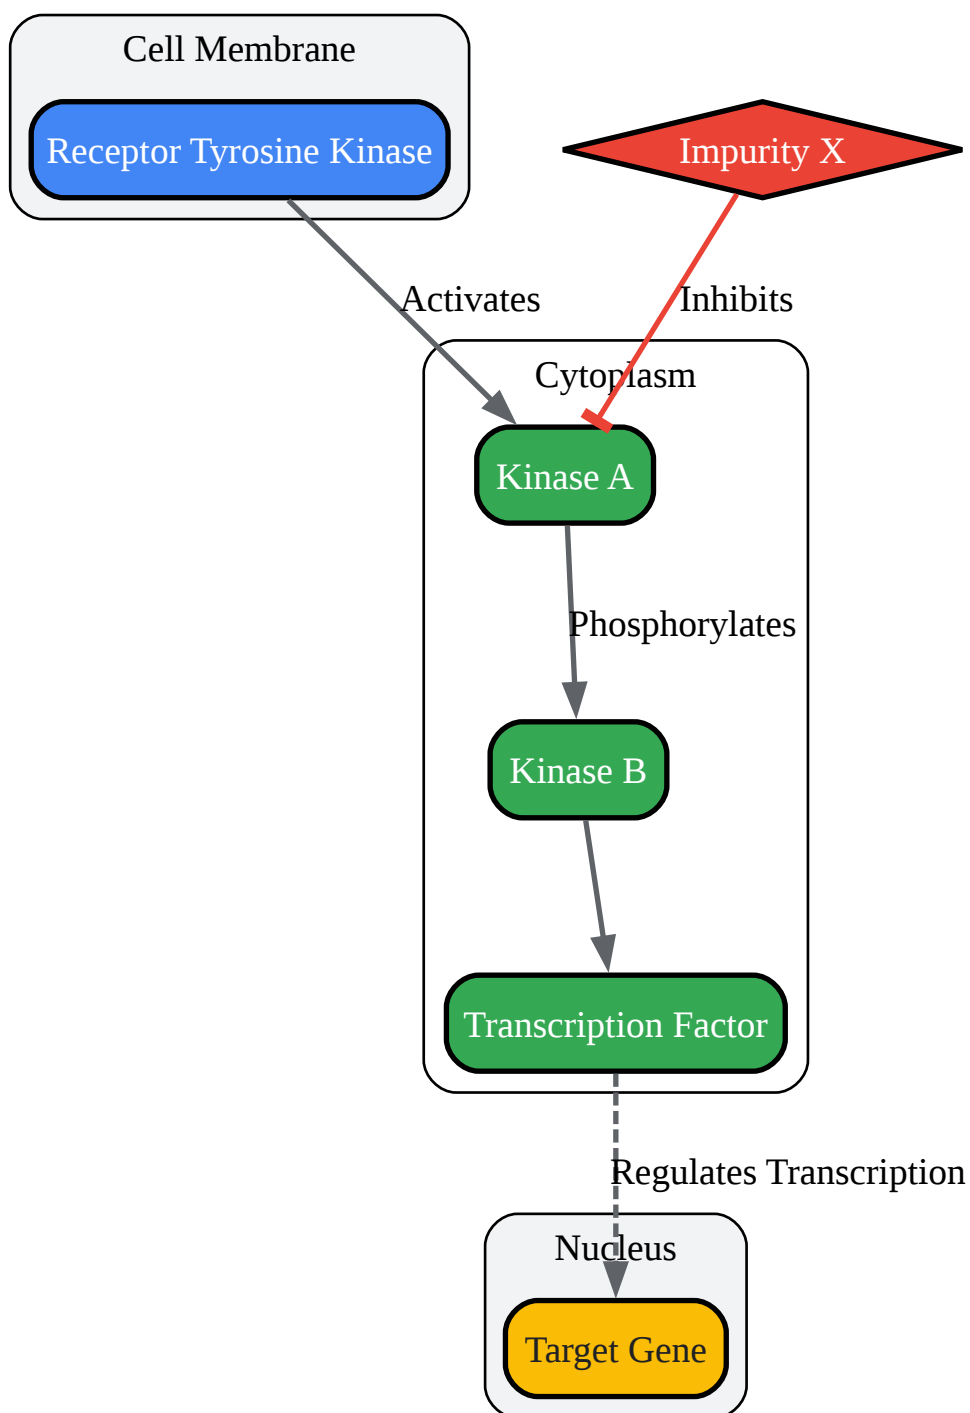 Cell Membrane
Receptor Tyrosine Kinase
Impurity X
Activates
Inhibits
Cytoplasm
Kinase A
Phosphorylates
Kinase B
Transcription Factor
Regulates Transcription
Nucleus
Target Gene